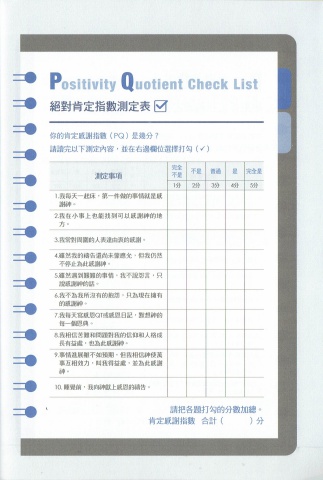 Positivity Quotient Check List
絕對肯定指數測定表
你的肯定感謝指數(PQ)是幾分?
請讀完以下測定內容,並在右邊欄位選擇打勾(✓)
測定事項 完全不是 不是 普通 是 完全是
1分 2分 3分 4分 5分
1.我每天一起床,第一件做的事情就是感
謝神。
2.我在小事上也能找到可以感謝神的地
方。
3.我常對周圍的人表達由衷的感謝。
4.雖然我的禱告還尚未蒙應允,但我仍然
不停止為此感謝神。
5.雖然遇到艱難的事情,我不說怨言,只
說感謝神的話。
6.我不為我所沒有的抱怨,只為現在擁有
的感謝神。
7.我每天寫感恩QT或感恩日記,數想神的
每一個恩典。
8.我相信苦難和問題對我的信仰和人格成
長有益處,也為此感謝神。
9.事情進展雖不如預期,但我相信神使萬
事互相效力,叫我得益處,並為此感謝
神。
10. 睡覺前,我向神獻上感恩的禱告。
請把各題打勾的分數加總。
肯定感謝指數 合計( )分